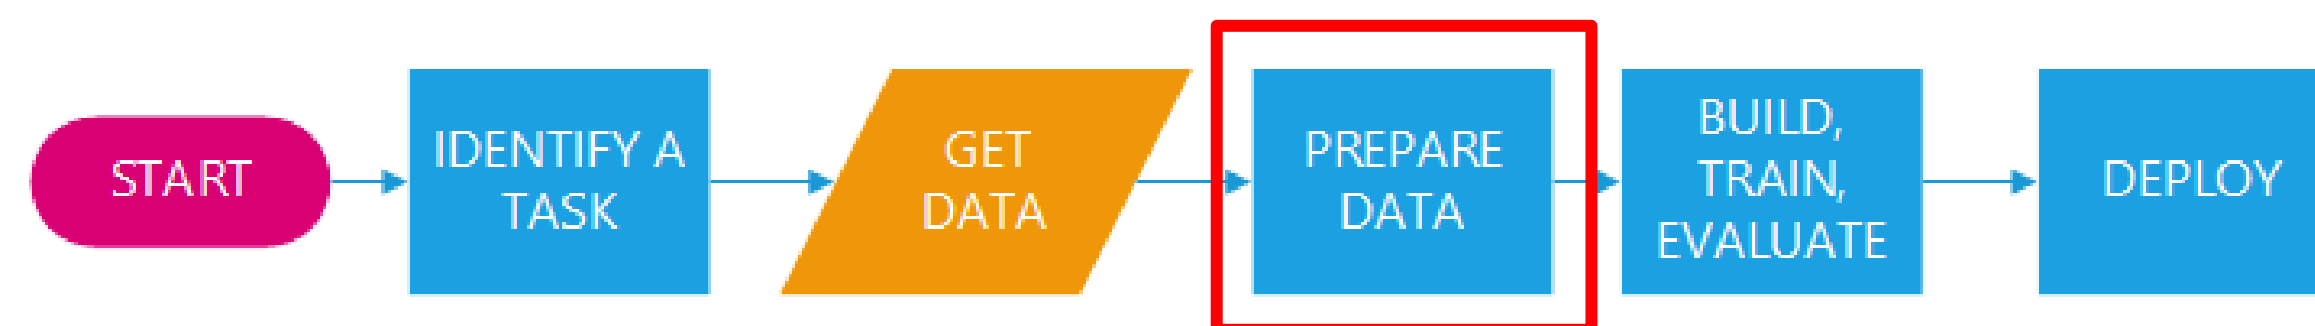 START
IDENTIFY A
TASK
GET
DATA
PREPARE
DATA
BUILD,
TRAIN,
EVALUATE
DEPLOY